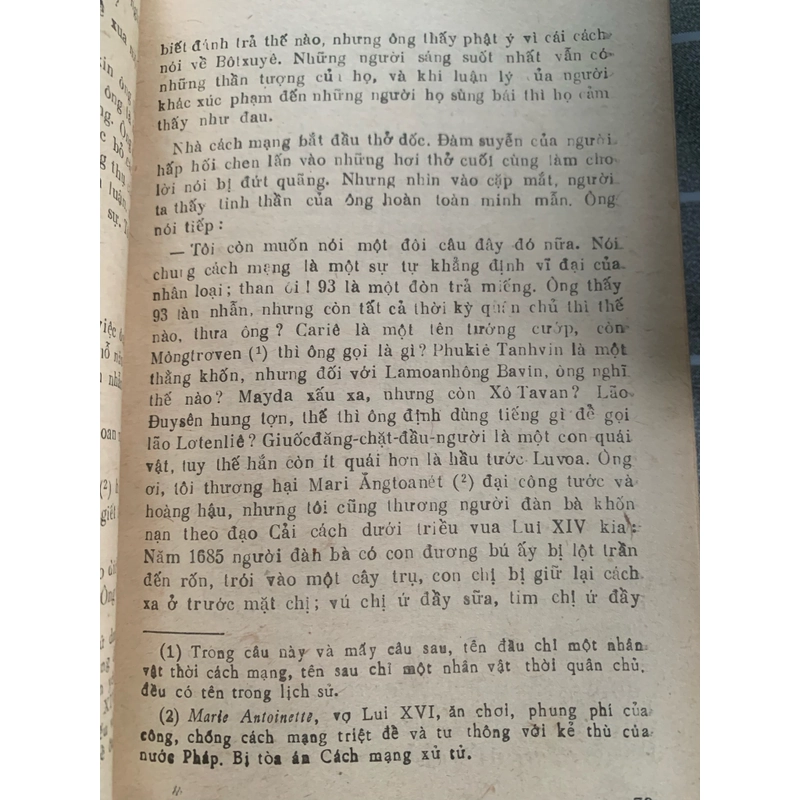 biết đánh trả thế nào, nhưng ông thấy phật ý vì cái cách
nói về Bôtxuyê. Những người sáng suốt nhất vẫn có
những thần tượng của họ, và khi luận lý của người
khác xúc phạm đến những người họ sùng bái thì họ cảm
thấy như đau.
Nhà cách mạng bắt đầu thở dốc. Đàm suyễn của người
hấp hối chen lẫn vào những hơi thở cuối cùng làm cho
lời nói bị đứt quãng. Nhưng nhìn vào cặp mắt, người
ta thấy tinh thần của ông hoàn toàn minh mẫn. Ông
nói tiếp :
— Tôi còn muốn nói một đôi câu đây đó nữa. Nói
chung cách mạng là một sự tự khẳng định vĩ đại của
nhân loại ; than ôi ! 93 là một đòn trả miếng. Ông thấy
93 tàn nhẫn, nhưng còn tất cả thời kỳ quân chủ thì thế
nào, thưa ông ? Cariê là một tên tướng cướp, còn
Môngtroven (¹) thì ông gọi là gì ? Phukiê Tanhvin là một
thằng khốn, nhưng đối với Lamoanhông Bavin, ông nghĩ
thế nào ? Mayda xấu xa, nhưng còn Xô Tavan ? Lão
Đuysên hung tợn, thế thì ông định dùng tiếng gì để gọi
lão Lơtenliê ? Giuốcđăng-chặt-đầu-người là một con quái
vật, tuy thế hắn còn ít quái hơn là hầu tước Luvoa. Ông
ơi, tôi thương hại Mari Ăngtoanét (²) đại công tước và
hoàng hậu, nhưng tôi cũng thương người đàn bà khốn
nạn theo đạo Cải cách dưới triều vua Lui XIV kia :
Năm 1685 người đàn bà có con đương bú ấy bị lột trần
đến rốn, trói vào một cây trụ, con chị bị giữ lại cách
xa ở trước mặt chị ; vú chị ứ đầy sữa, tim chị ứ đầy
(1) Trong câu này và mấy câu sau, tên đầu chỉ một nhân
vật thời cách mạng, tên sau chỉ một nhân vật thời quân chủ.
đều có tên trong lịch sử.
(2) Marie Antoinette, vợ Lui XVI, ăn chơi, phung phí của
công, chống cách mạng triệt để và tư thông với kẻ thù của
nước Pháp. Bị tòa án Cách mạng xử tử.